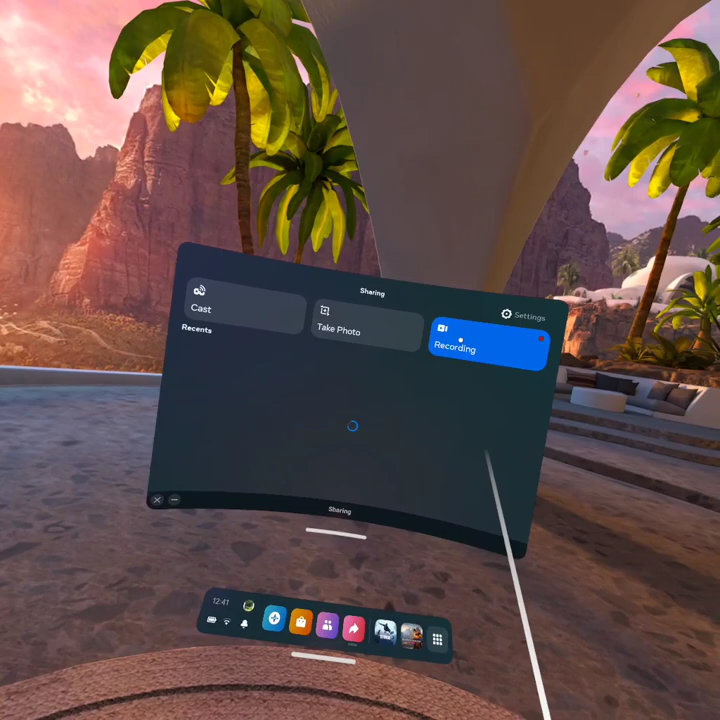 Sharing
Settings
Cast
Take Photo
Recording
Recents
Sharing
12:41